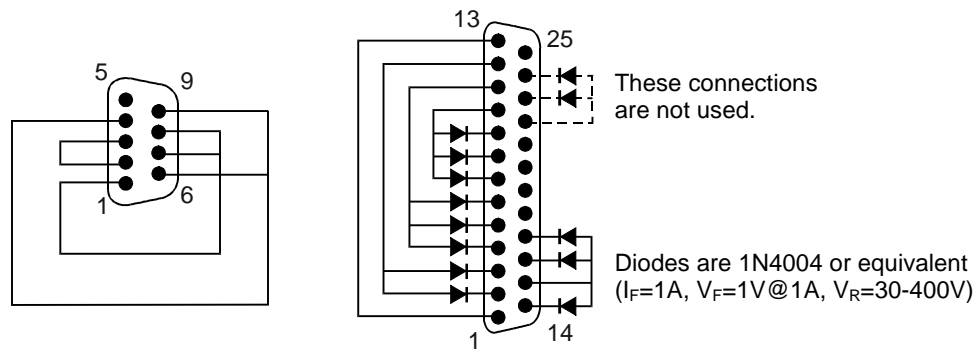 5
9
1
6
13
25
1
14
These connections
are not used.
Diodes are 1N4004 or equivalent
(IF=1A, VF=1V@1A, VR=30-400V)